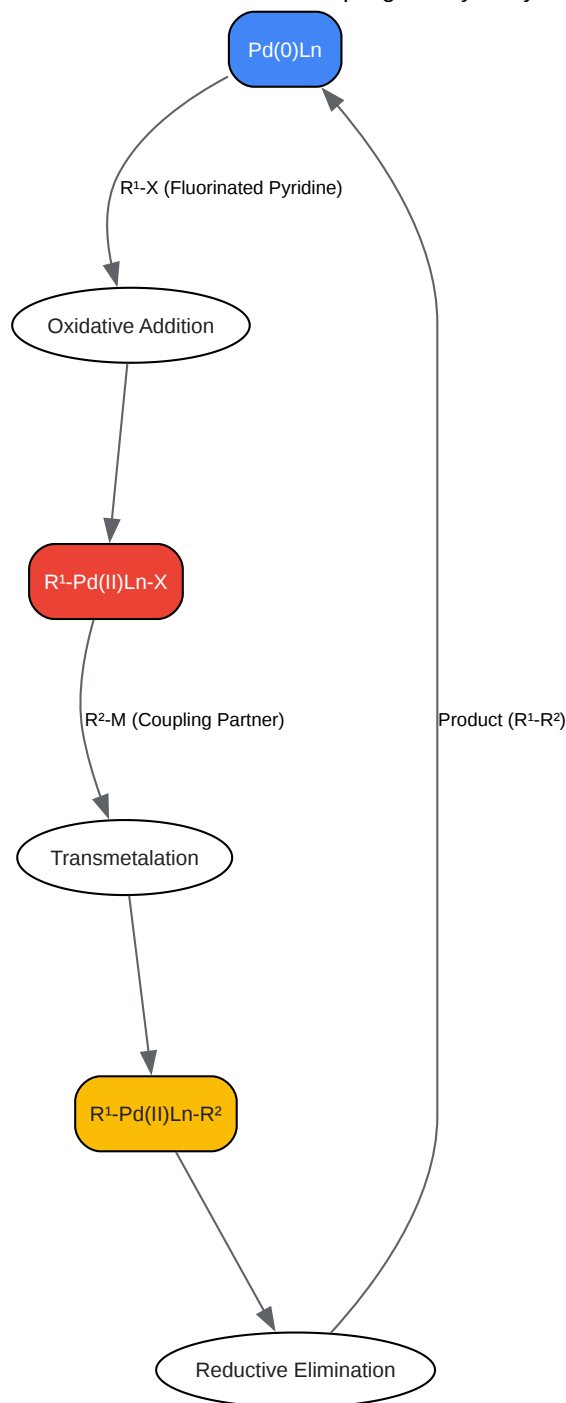 Pd(0)Ln
R¹-X (Fluorinated Pyridine)
Oxidative Addition
R¹-Pd(II)Ln-X
R²-M (Coupling Partner)
Product (R¹-R²)
Transmetalation
R¹-Pd(II)Ln-R²
Reductive Elimination